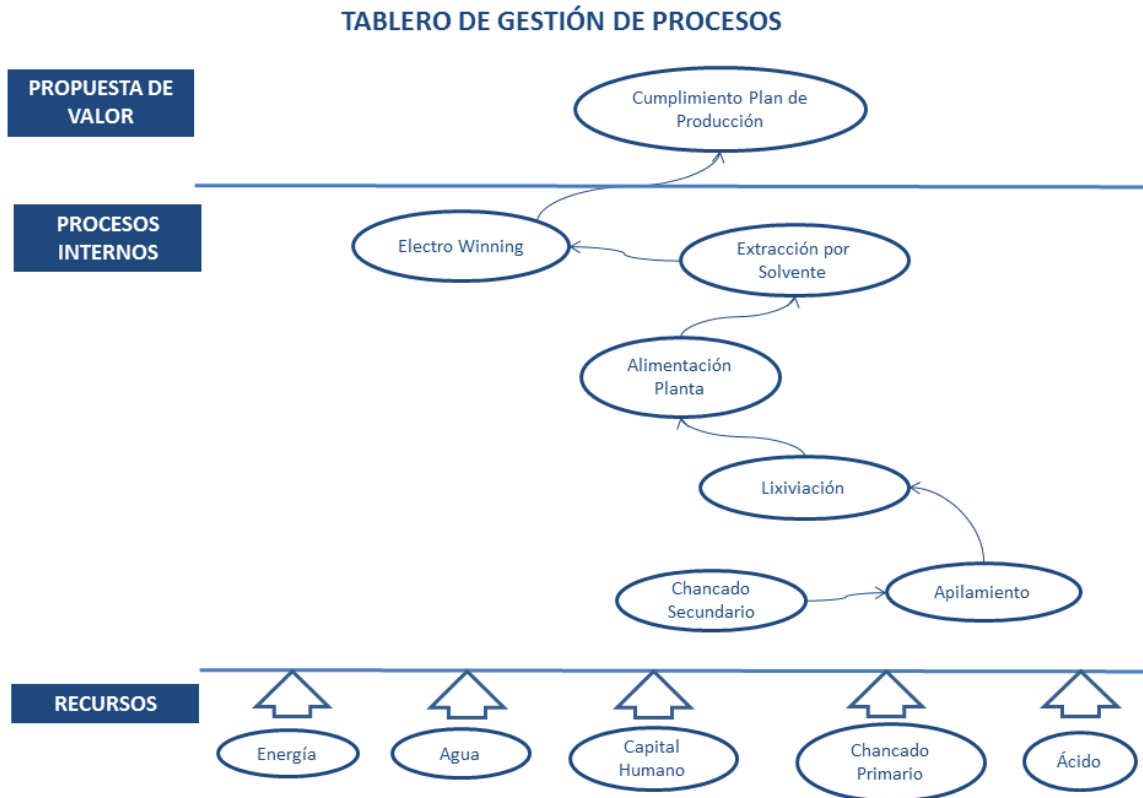 TABLERO DE GESTIÓN DE PROCESOS
PROPUESTA DE
VALOR
Cumplimiento Plan de
Producción
PROCESOS
INTERNOS
Electro Winning
Extracción por
Solvente
Alimentación
Planta
Lixiviación
Chancado
Secundario
Apilamiento
RECURSOS
Energía
Agua
Capital
Humano
Chancado
Primario
Ácido